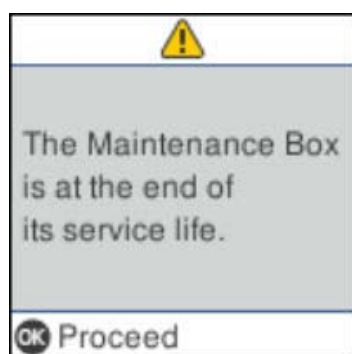 The Maintenance Box
is at the end of
its service life.
OK Proceed